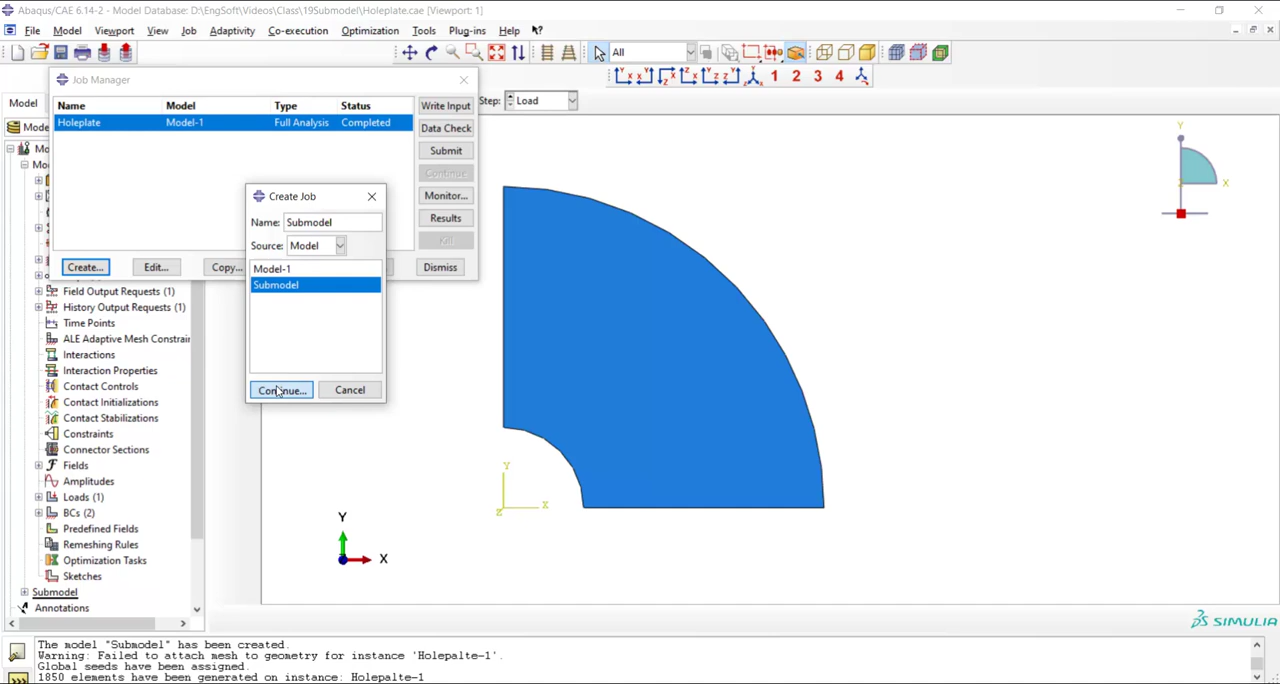 Abaqus/CAE 6.14-2 - Model Database: D:\EngSoft\Videos\Class\19Submodel\Holeplate.cae [Viewport: 1]
File Model Viewport View Job Adaptivity Co-execution Optimization Tools Plug-ins Help
All
1 2 3 4
Job Manager
Model
Step: Load
Name Model Type Status
Holeplate Model-1 Full Analysis Completed
Write Input
Data Check
Submit
Continue...
Monitor...
Results
Kill
Create... Edit... Copy... Dismiss
Create Job
Name: Submodel
Source: Model
Model-1
Submodel
Continue... Cancel
Field Output Requests (1)
History Output Requests (1)
Time Points
ALE Adaptive Mesh Constrai
Interactions
Interaction Properties
Contact Controls
Contact Initializations
Contact Stabilizations
Constraints
Connector Sections
Fields
Amplitudes
Loads (1)
BCs (2)
Predefined Fields
Remeshing Rules
Optimization Tasks
Sketches
Submodel
Annotations
Y
X
Z
Y
X
Z
Y
X
SIMULIA
The model "Submodel" has been created.
Warning: Failed to attach mesh to geometry for instance 'Holepalte-1'.
Global seeds have been assigned.
1850 elements have been generated on instance: Holepalte-1